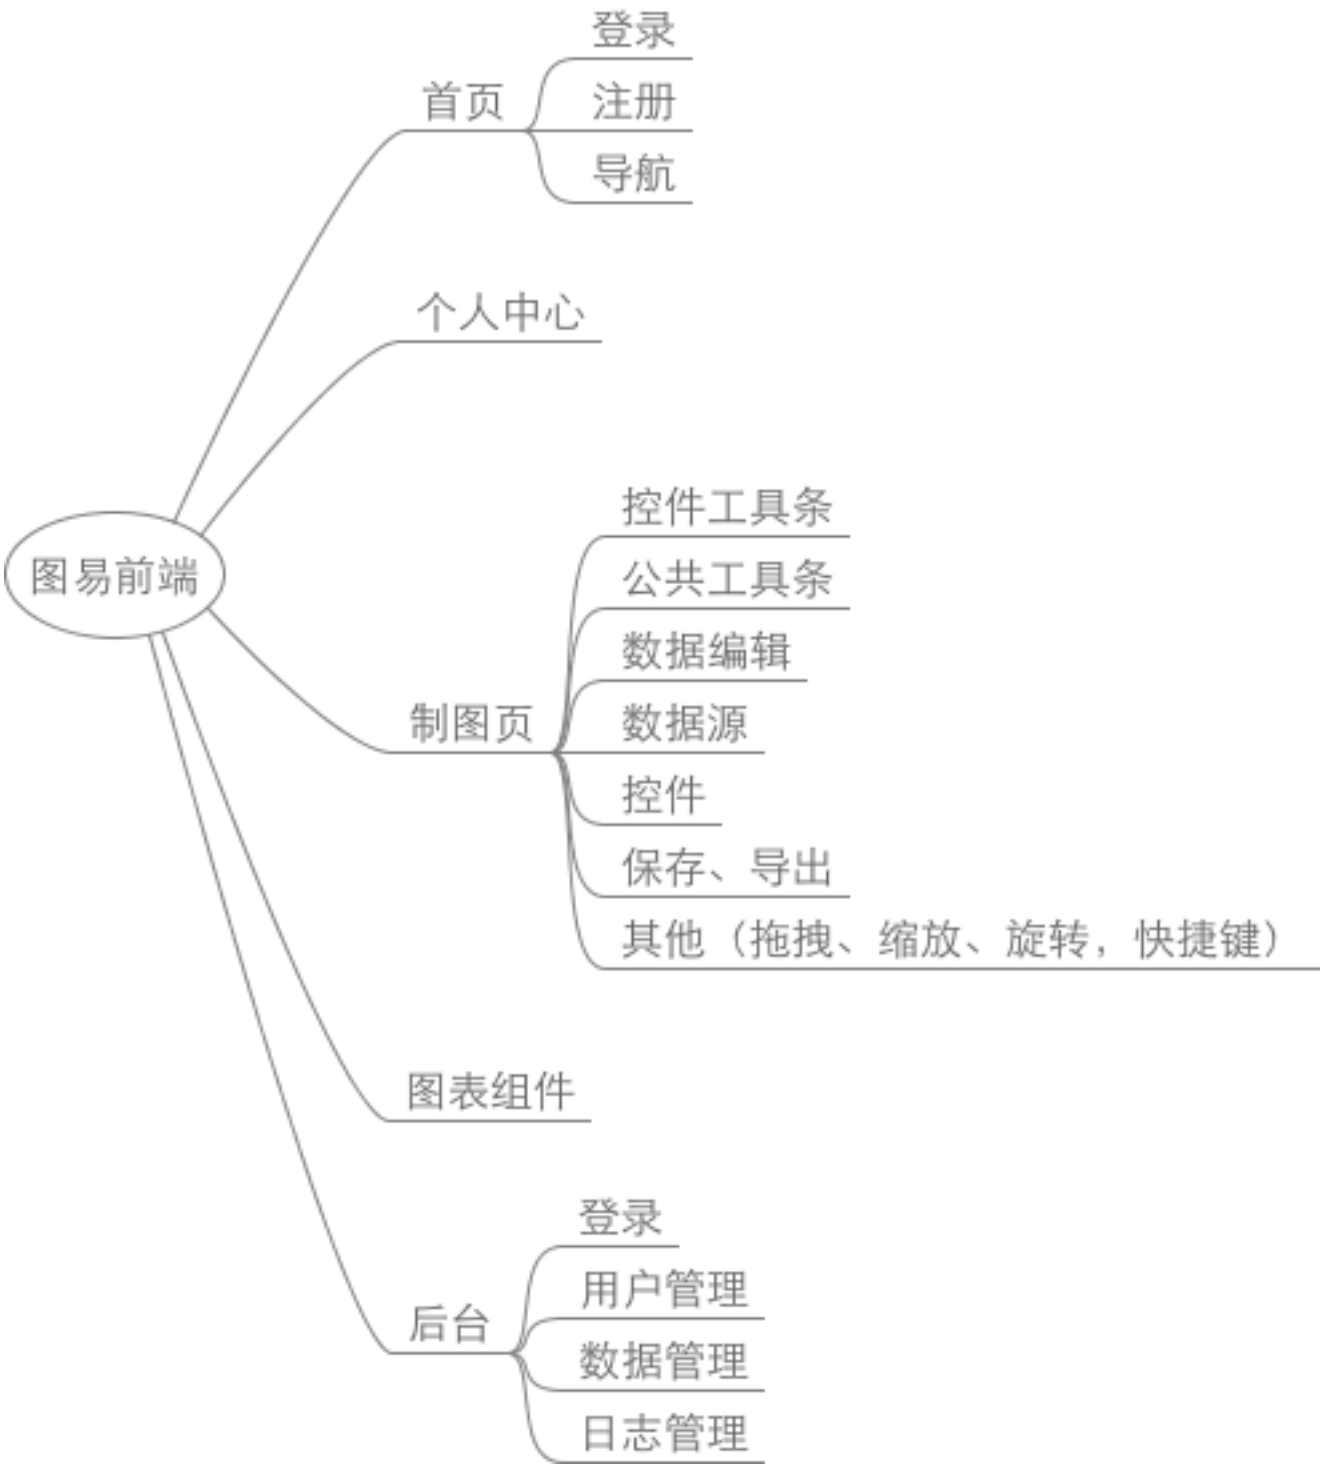 图易前端
首页
登录
注册
导航
个人中心
制图页
控件工具条
公共工具条
数据编辑
数据源
控件
保存、导出
其他（拖拽、缩放、旋转，快捷键）
图表组件
后台
登录
用户管理
数据管理
日志管理